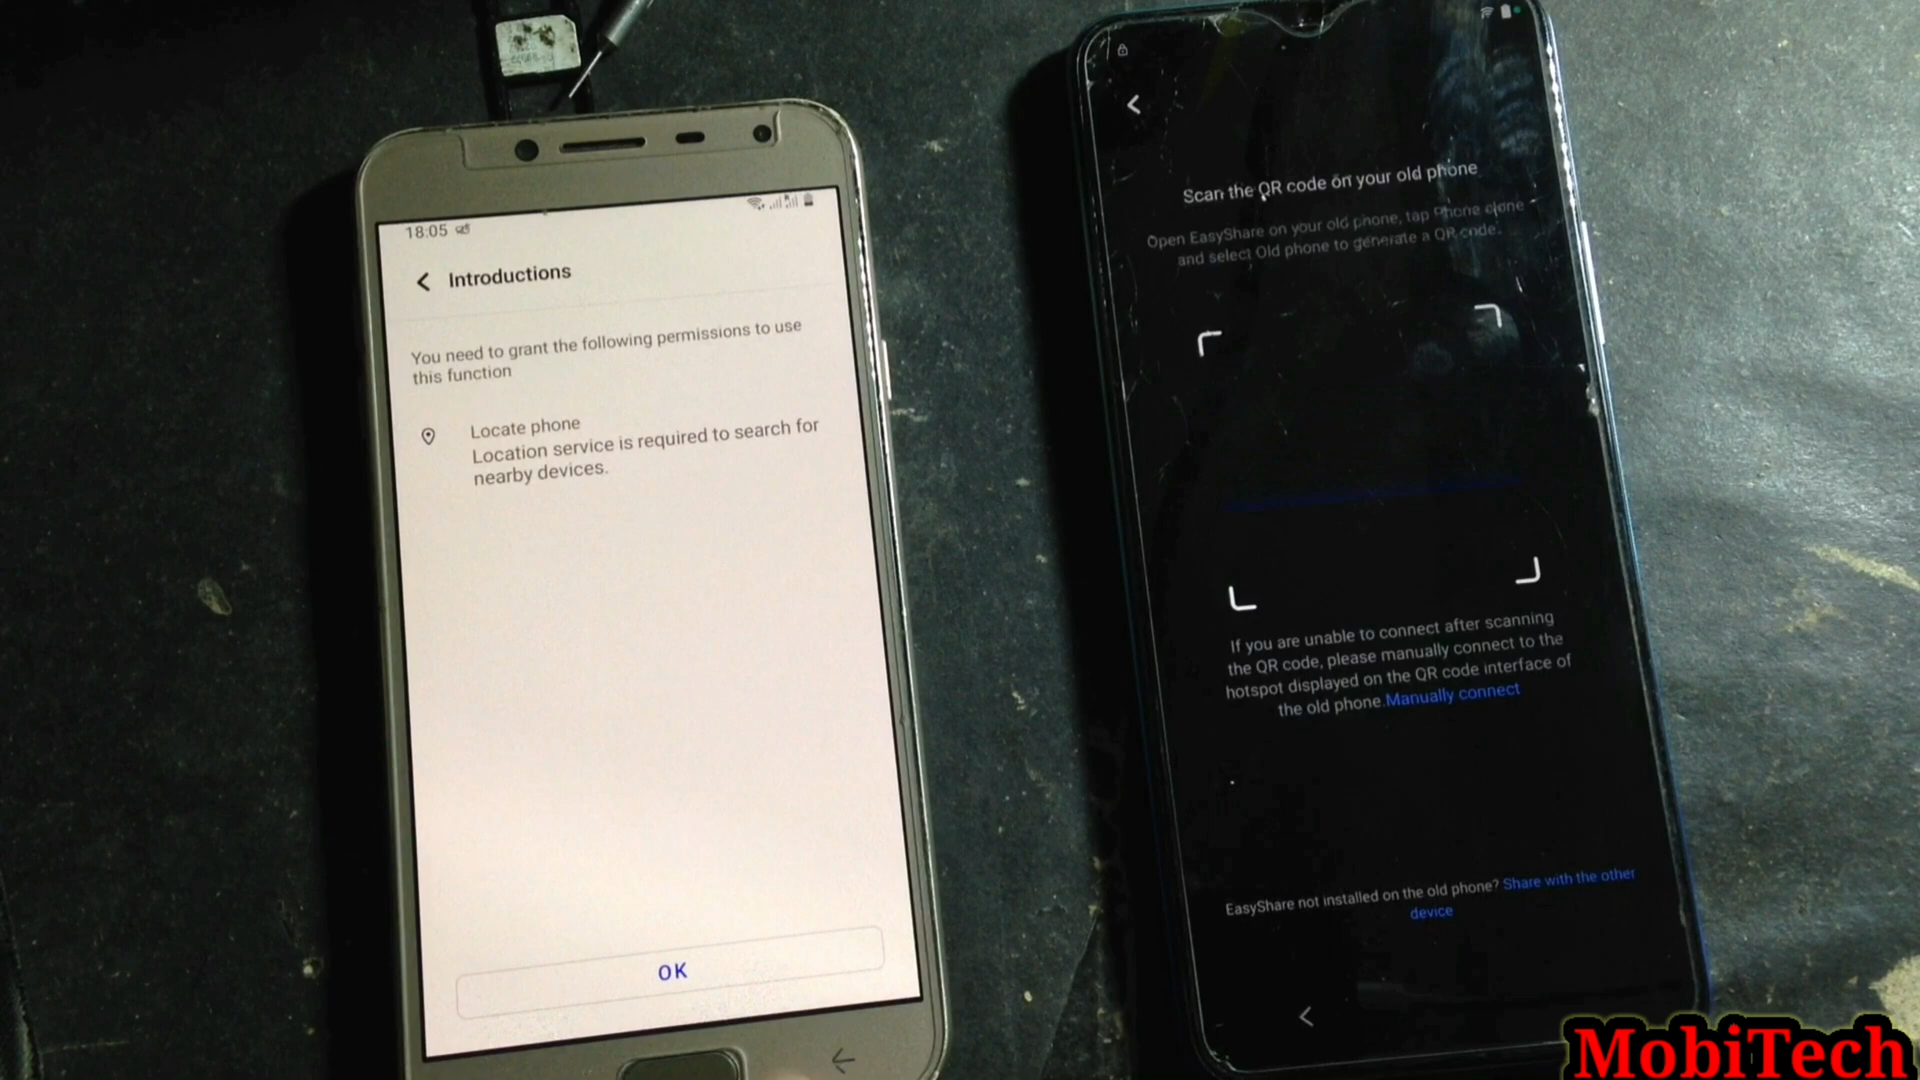 18:05
Introductions
You need to grant the following permissions to use
this function
Locate phone
Location service is required to search for
nearby devices.
OK
Scan the QR code on your old phone
Open EasyShare on your old phone, tap Phone clone
and select Old phone to generate a QR code.
If you are unable to connect after scanning
the QR code, please manually connect to the
hotspot displayed on the QR code interface of
the old phone.Manually connect
EasyShare not installed on the old phone? Share with the other
device
MobiTech